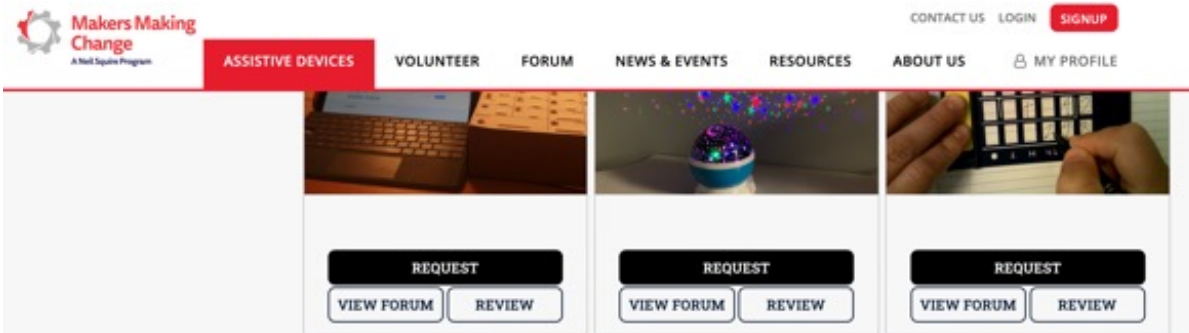 Makers Making
Change
A Neil Squire Program
CONTACT US LOGIN SIGNUP
ASSISTIVE DEVICES VOLUNTEER FORUM NEWS & EVENTS RESOURCES ABOUT US MY PROFILE
REQUEST REQUEST REQUEST
VIEW FORUM REVIEW VIEW FORUM REVIEW VIEW FORUM REVIEW